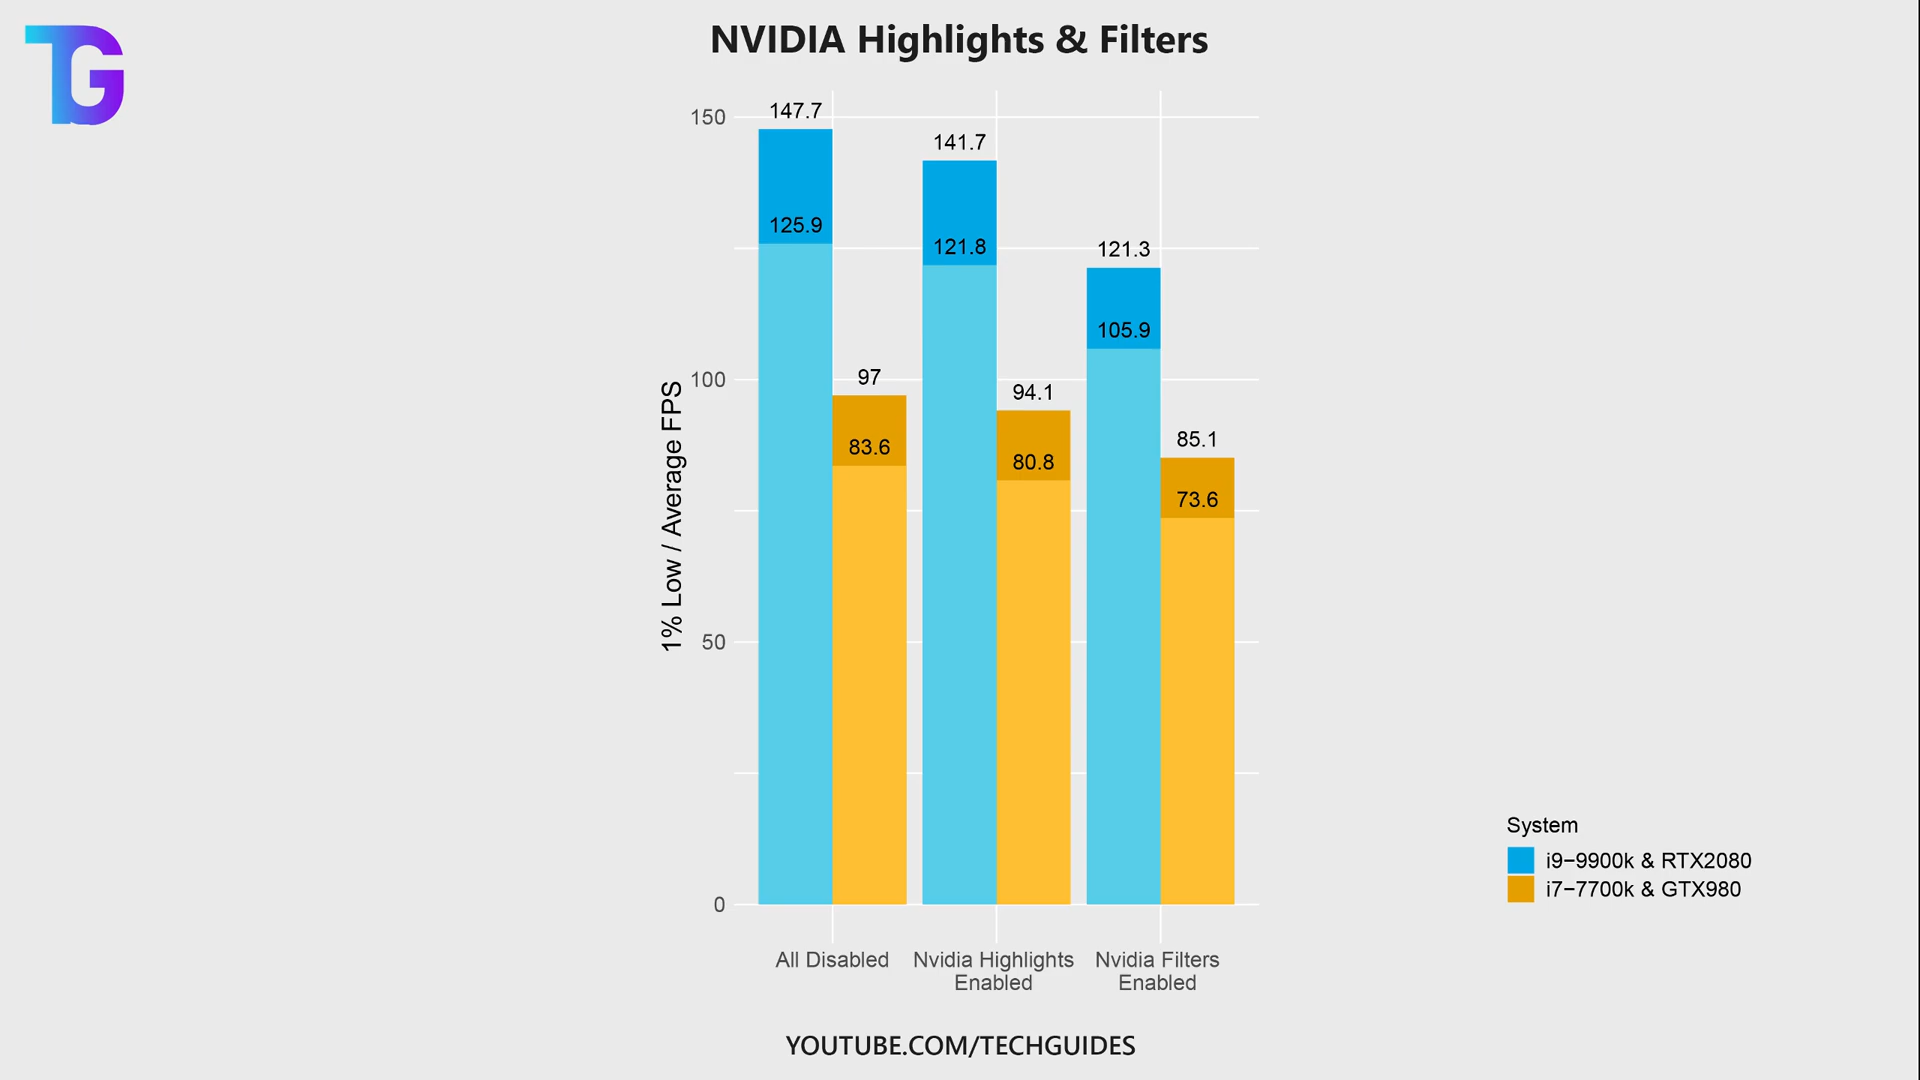 TG
NVIDIA Highlights & Filters
1% Low / Average FPS
150
100
50
0
147.7
125.9
97
83.6
141.7
121.8
94.1
80.8
121.3
105.9
85.1
73.6
All Disabled
Nvidia Highlights
Enabled
Nvidia Filters
Enabled
System
i9−9900k & RTX2080
i7−7700k & GTX980
YOUTUBE.COM/TECHGUIDES